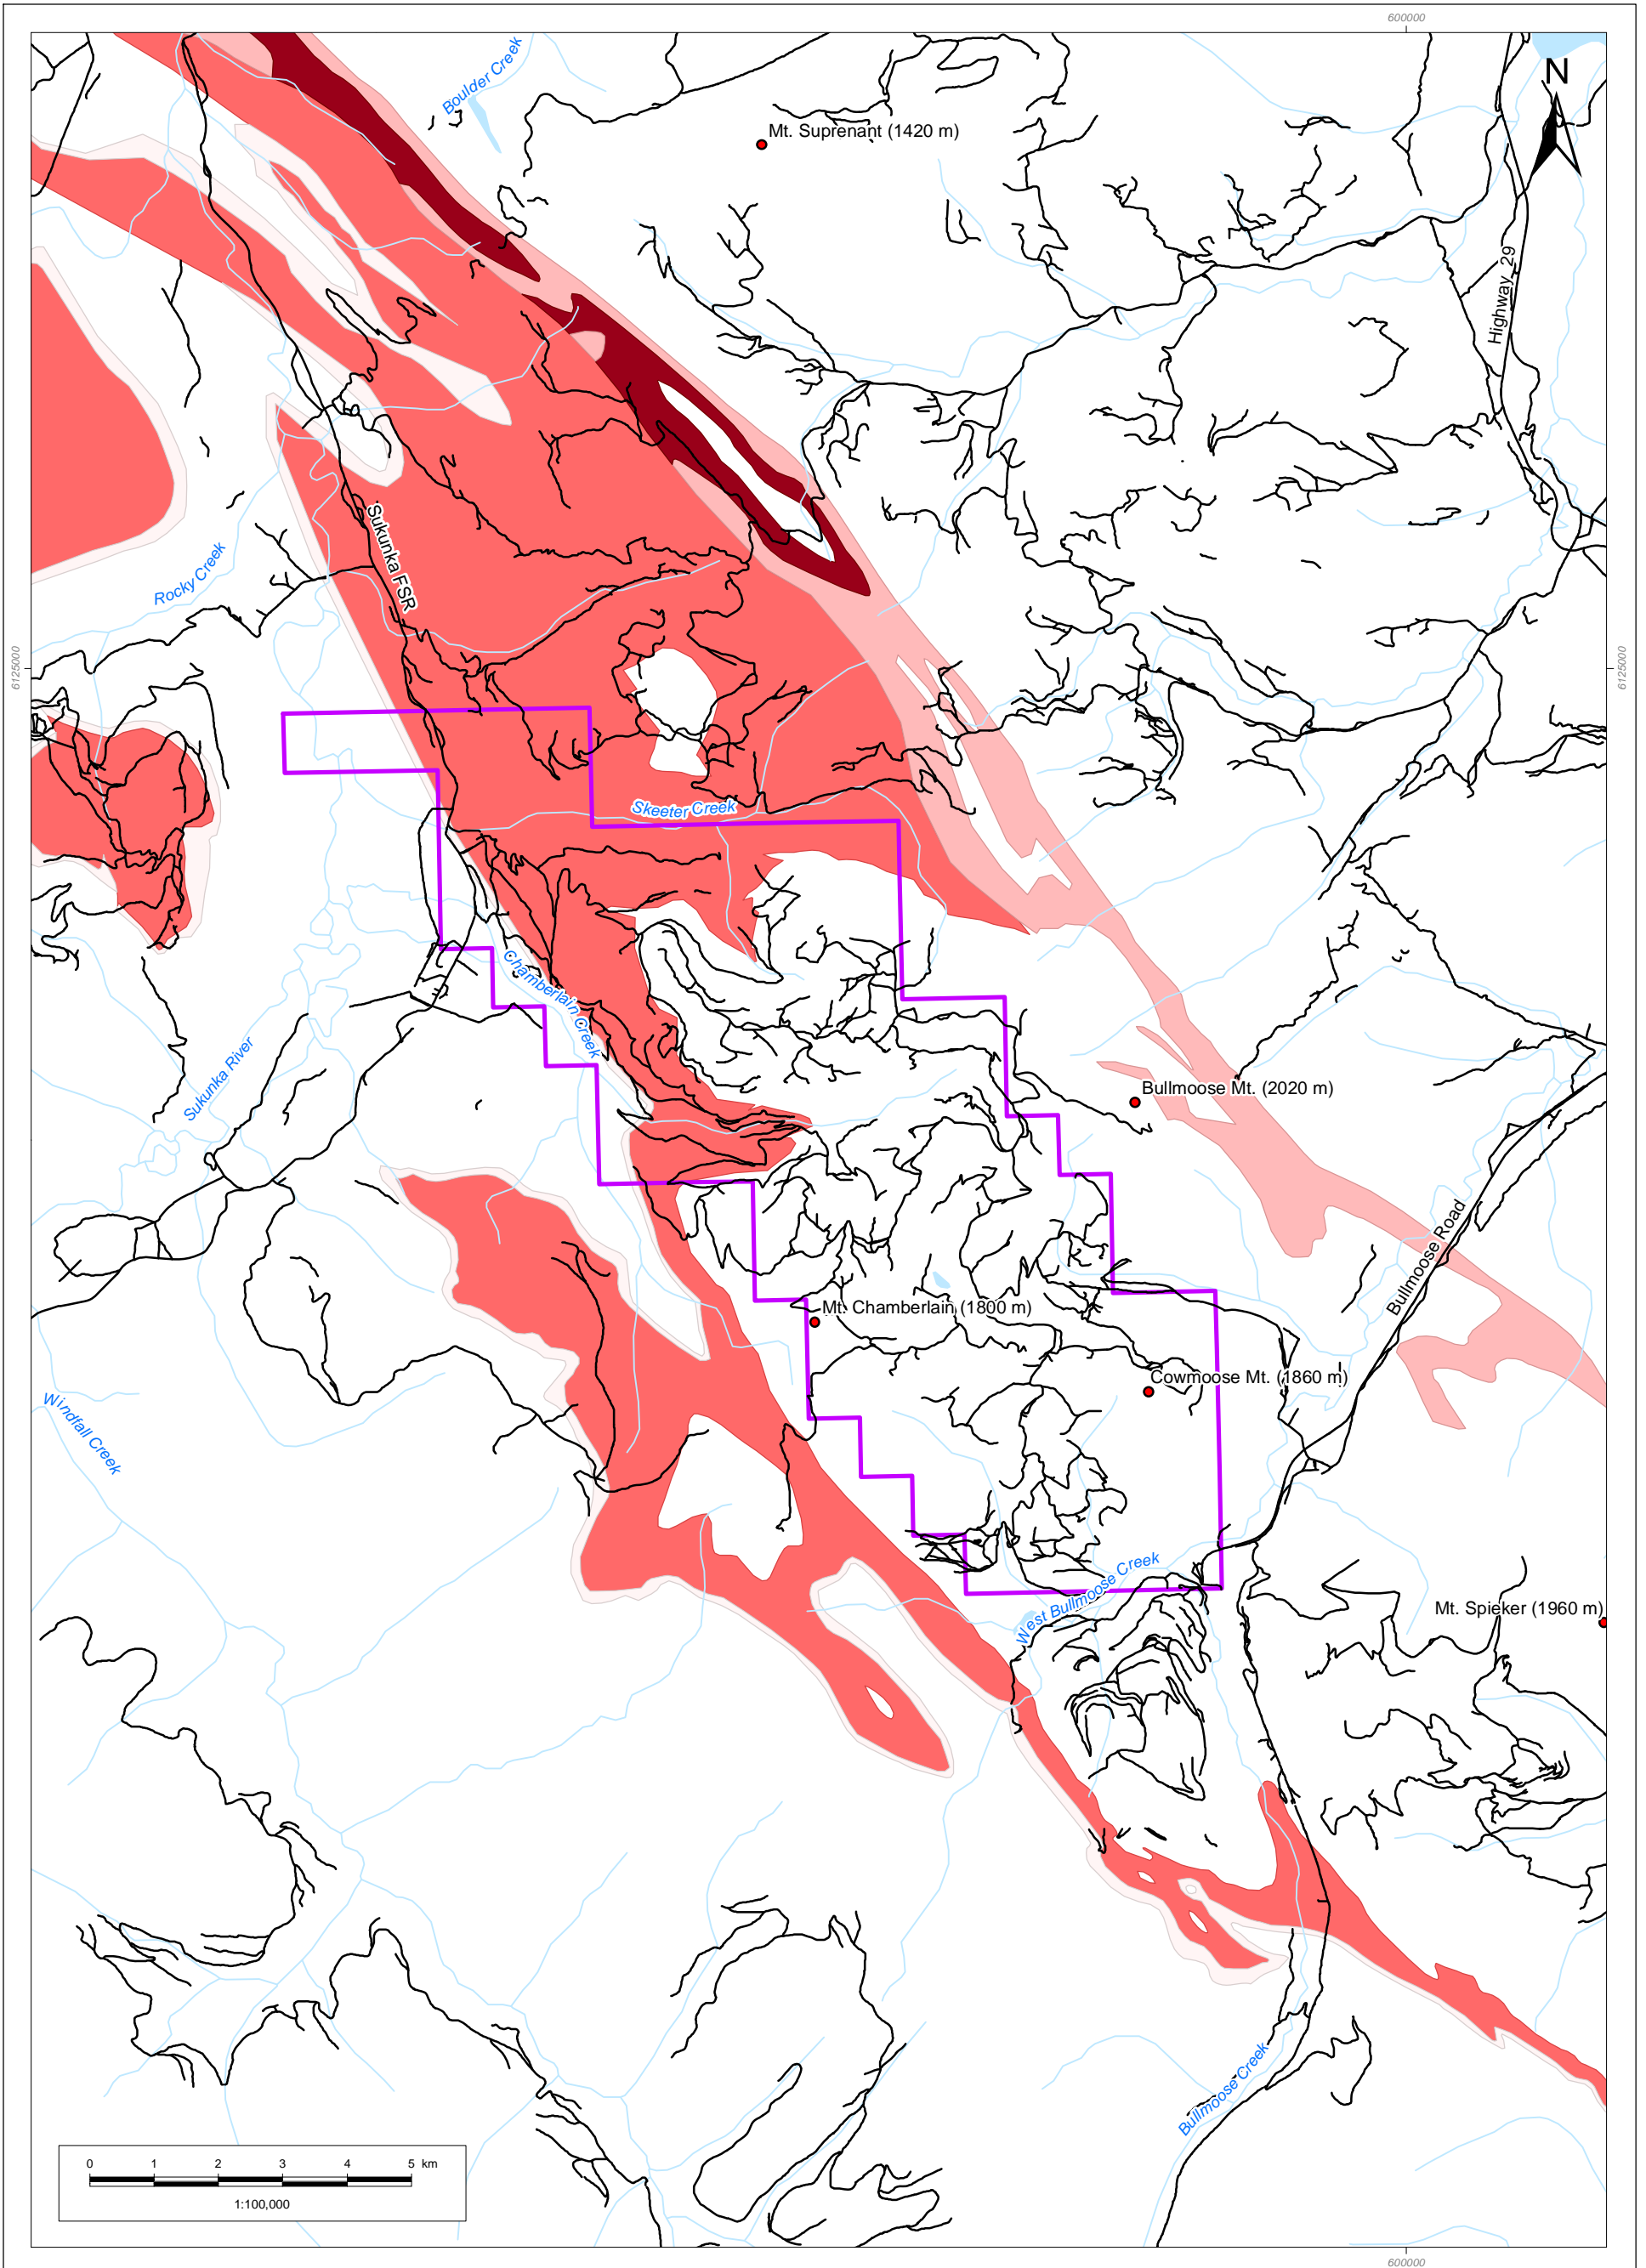 600000
Boulder Creek
N
Mt. Suprenant (1420 m)
Highway 29
Sukunka FSR
Rocky Creek
6125000
6125000
Skeeter Creek
Chamberlain Creek
Sukunka River
Bullmoose Mt. (2020 m)
Bullmoose Road
Mt. Chamberlain (1800 m)
Cowmoose Mt. (1860 m)
Windfall Creek
West Bullmoose Creek
Mt. Spieker (1960 m)
Bullmoose Creek
0 1 2 3 4 5 km
1:100,000
600000